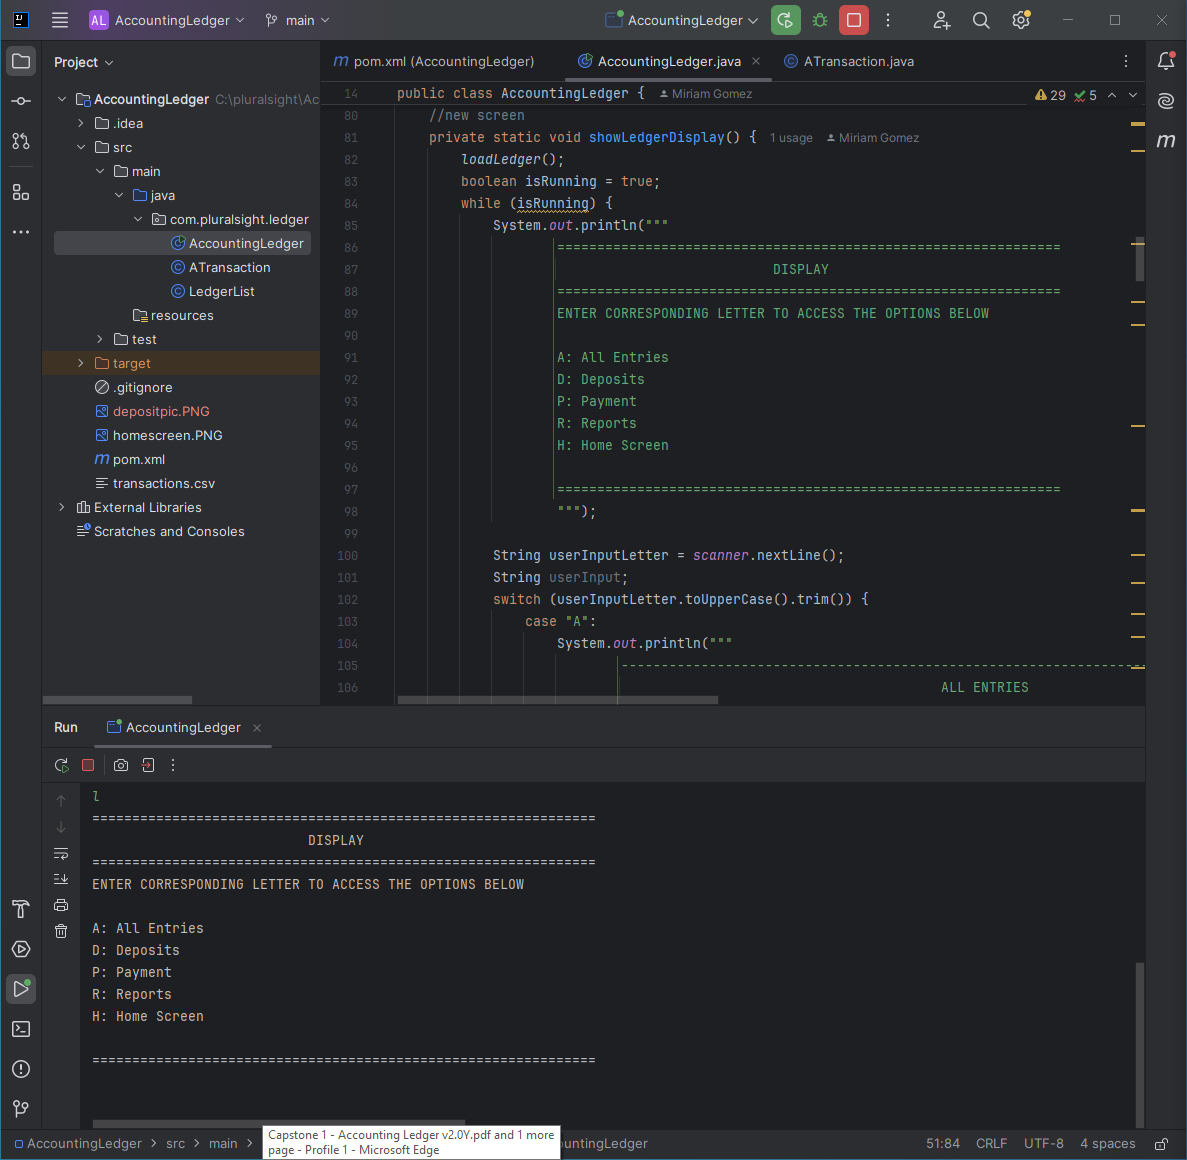 AL AccountingLedger main AccountingLedger
Project
AccountingLedger C:\pluralsight\Ac
.idea
src
main
java
com.pluralsight.ledger
AccountingLedger
ATransaction
LedgerList
resources
test
target
.gitignore
depositpic.PNG
homescreen.PNG
m pom.xml
transactions.csv
External Libraries
Scratches and Consoles
m pom.xml (AccountingLedger) AccountingLedger.java × ATransaction.java
14 public class AccountingLedger { Miriam Gomez 29 5
80 //new screen
81 private static void showLedgerDisplay() { 1 usage Miriam Gomez
82 loadLedger();
83 boolean isRunning = true;
84 while (isRunning) {
85 System.out.println("""
86 ===============================================================
87 DISPLAY
88 ===============================================================
89 ENTER CORRESPONDING LETTER TO ACCESS THE OPTIONS BELOW
90
91 A: All Entries
92 D: Deposits
93 P: Payment
94 R: Reports
95 H: Home Screen
96
97 ===============================================================
98 """);
99
100 String userInputLetter = scanner.nextLine();
101 String userInput;
102 switch (userInputLetter.toUpperCase().trim()) {
103 case "A":
104 System.out.println("""
105 -----------------------------------------------------------------
106 ALL ENTRIES
Run AccountingLedger ×
l
===============================================================
DISPLAY
===============================================================
ENTER CORRESPONDING LETTER TO ACCESS THE OPTIONS BELOW
A: All Entries
D: Deposits
P: Payment
R: Reports
H: Home Screen
===============================================================
Capstone 1 - Accounting Ledger v2.0Y.pdf and 1 more
page - Profile 1 - Microsoft Edge
AccountingLedger > src > main > ountingLedger 51:84 CRLF UTF-8 4 spaces